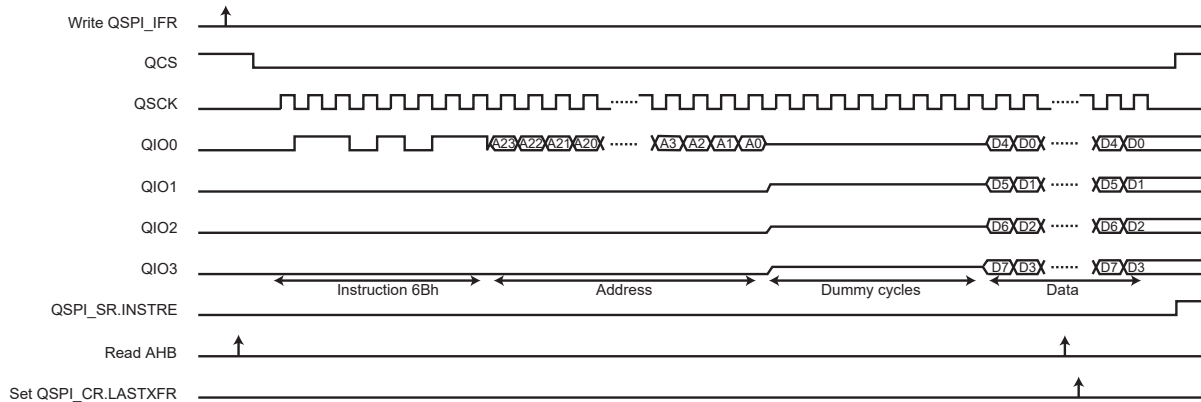 Write QSPI_IFR
QCS
QSCK
QIO0 A23 A22 A21 A20 A3 A2 A1 A0 D4 D0 D4 D0
QIO1 D5 D1 D5 D1
QIO2 D6 D2 D6 D2
QIO3 D7 D3 D7 D3
Instruction 6Bh Address Dummy cycles Data
QSPI_SR.INSTRE
Read AHB
Set QSPI_CR.LASTXFR